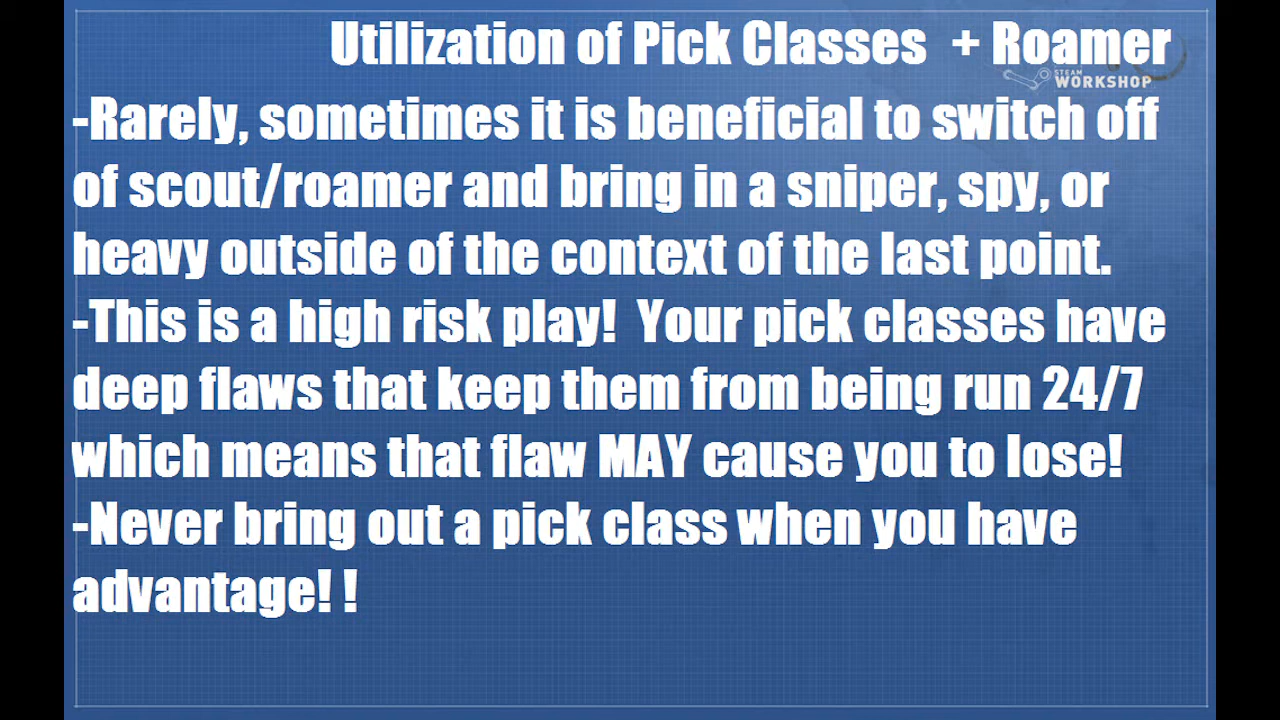 Utilization of Pick Classes + Roamer
STEAM
WORKSHOP
-Rarely, sometimes it is beneficial to switch off
of scout/roamer and bring in a sniper, spy, or
heavy outside of the context of the last point.
-This is a high risk play! Your pick classes have
deep flaws that keep them from being run 24/7
which means that flaw MAY cause you to lose!
-Never bring out a pick class when you have
advantage! !